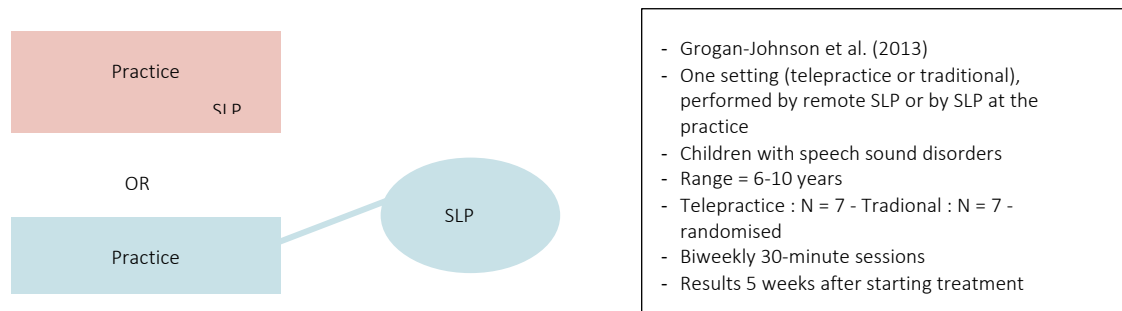 Practice
SLP
OR
Practice
SLP
- Grogan-Johnson et al. (2013)
- One setting (telepractice or traditional),
performed by remote SLP or by SLP at the
practice
- Children with speech sound disorders
- Range = 6-10 years
- Telepractice : N = 7 - Tradional : N = 7 -
randomised
- Biweekly 30-minute sessions
- Results 5 weeks after starting treatment